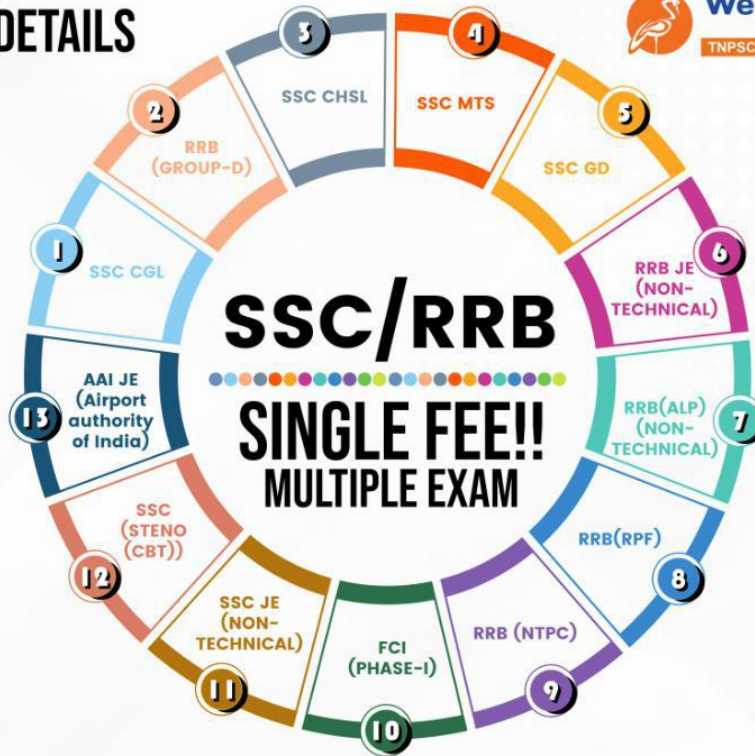 DETAILS
We
TNPSC
1
SSC CGL
2
RRB
(GROUP-D)
3
SSC CHSL
4
SSC MTS
5
SSC GD
6
RRB JE
(NON-
TECHNICAL)
7
RRB(ALP)
(NON-
TECHNICAL)
8
RRB(RPF)
9
RRB (NTPC)
10
FCI
(PHASE-I)
11
SSC JE
(NON-
TECHNICAL)
12
SSC
(STENO
(CBT))
13
AAI JE
(Airport
authority
of India)
SSC/RRB
SINGLE FEE!!
MULTIPLE EXAM